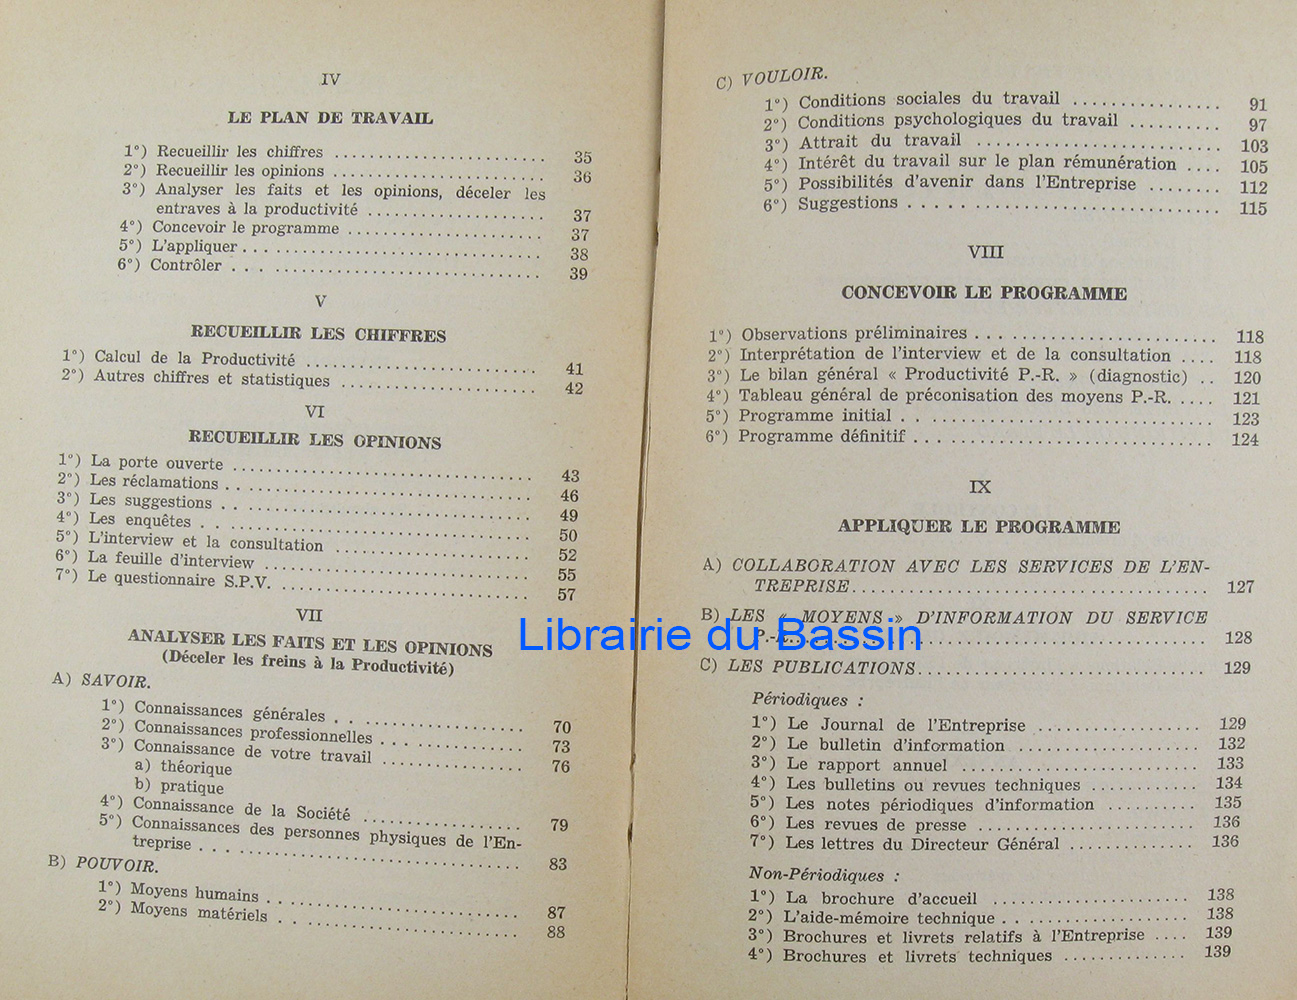 IV
LE PLAN DE TRAVAIL
1°) Recueillir les chiffres ........................ 35
2°) Recueillir les opinions ........................ 36
3°) Analyser les faits et les opinions, déceler les
entraves à la productivité .................... 37
4°) Concevoir le programme ...................... 37
5°) L'appliquer .................................. 38
6°) Contrôler .................................... 39
V
RECUEILLIR LES CHIFFRES
1°) Calcul de la Productivité ........................ 41
2°) Autres chiffres et statistiques .................... 42
VI
RECUEILLIR LES OPINIONS
1°) La porte ouverte ................................ 43
2°) Les réclamations ................................ 46
3°) Les suggestions ................................ 49
4°) Les enquêtes .................................. 50
5°) L'interview et la consultation .................... 52
6°) La feuille d'interview ............................ 55
7°) Le questionnaire S.P.V. .......................... 57
VII
ANALYSER LES FAITS ET LES OPINIONS
(Déceler les freins à la Productivité)
A) SAVOIR.
1°) Connaissances générales ...................... 70
2°) Connaissances professionnelles ................ 73
3°) Connaissance de votre travail ................ 76
a) théorique
b) pratique
4°) Connaissance de la Société .................. 79
5°) Connaissances des personnes physiques de l'En-
treprise .................................... 83
B) POUVOIR.
1°) Moyens humains ............................ 87
2°) Moyens matériels ............................ 88
C) VOULOIR.
1°) Conditions sociales du travail ................ 91
2°) Conditions psychologiques du travail .......... 97
3°) Attrait du travail ............................ 103
4°) Intérêt du travail sur le plan rémunération .... 105
5°) Possibilités d'avenir dans l'Entreprise ........ 112
6°) Suggestions .................................. 115
VIII
CONCEVOIR LE PROGRAMME
1°) Observations préliminaires ........................ 118
2°) Interprétation de l'interview et de la consultation .... 118
3°) Le bilan général « Productivité P.-R. » (diagnostic) .. 120
4°) Tableau général de préconisation des moyens P.-R. .... 121
5°) Programme initial ................................ 123
6°) Programme définitif .............................. 124
IX
APPLIQUER LE PROGRAMME
A) COLLABORATION AVEC LES SERVICES DE L'EN-
TREPRISE.................................... 127
B) LES « MOYENS » D'INFORMATION DU SERVICE
P.-R......................................... 128
Librairie du Bassin
C) LES PUBLICATIONS............................. 129
Périodiques :
1°) Le Journal de l'Entreprise .................. 129
2°) Le bulletin d'information .................... 132
3°) Le rapport annuel .......................... 133
4°) Les bulletins ou revues techniques ............ 134
5°) Les notes périodiques d'information .......... 135
6°) Les revues de presse ........................ 136
7°) Les lettres du Directeur Général .............. 136
Non-Périodiques :
1°) La brochure d'accueil ...................... 138
2°) L'aide-mémoire technique .................... 138
3°) Brochures et livrets relatifs à l'Entreprise .... 139
4°) Brochures et livrets techniques .............. 139